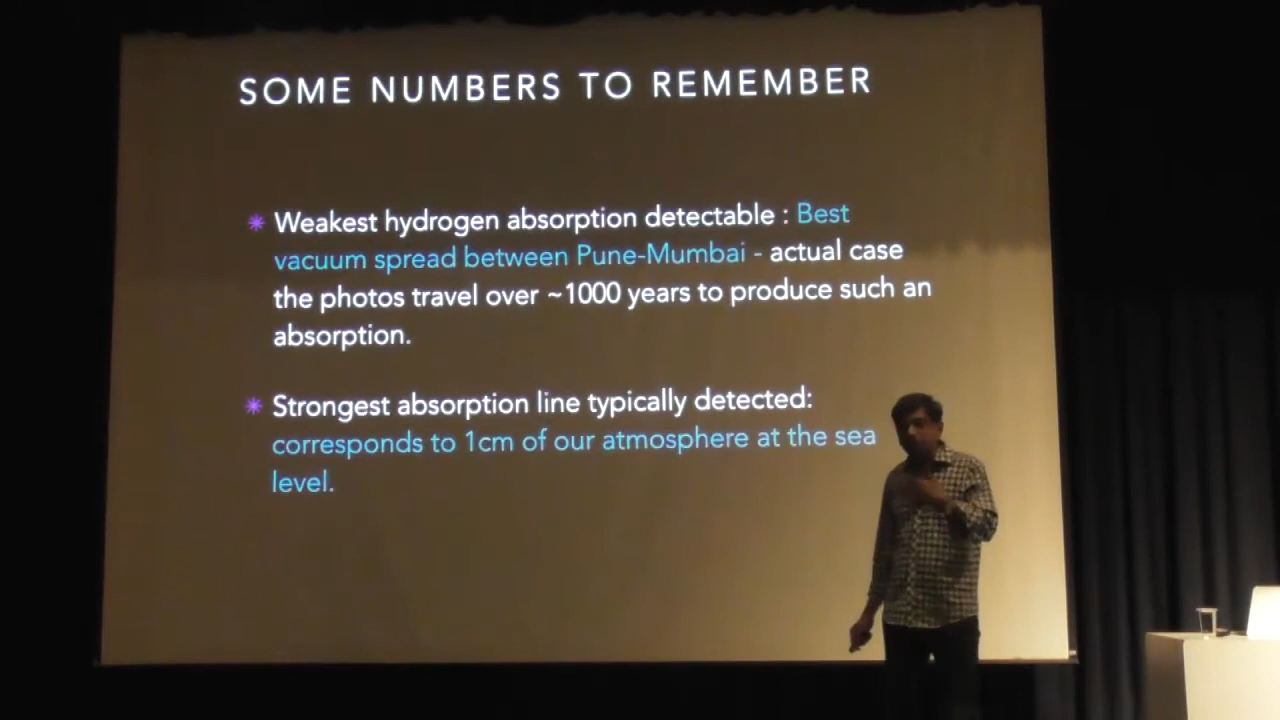 SOME NUMBERS TO REMEMBER
Weakest hydrogen absorption detectable : Best
vacuum spread between Pune-Mumbai - actual case
the photos travel over ~1000 years to produce such an
absorption.
Strongest absorption line typically detected:
corresponds to 1cm of our atmosphere at the sea
level.